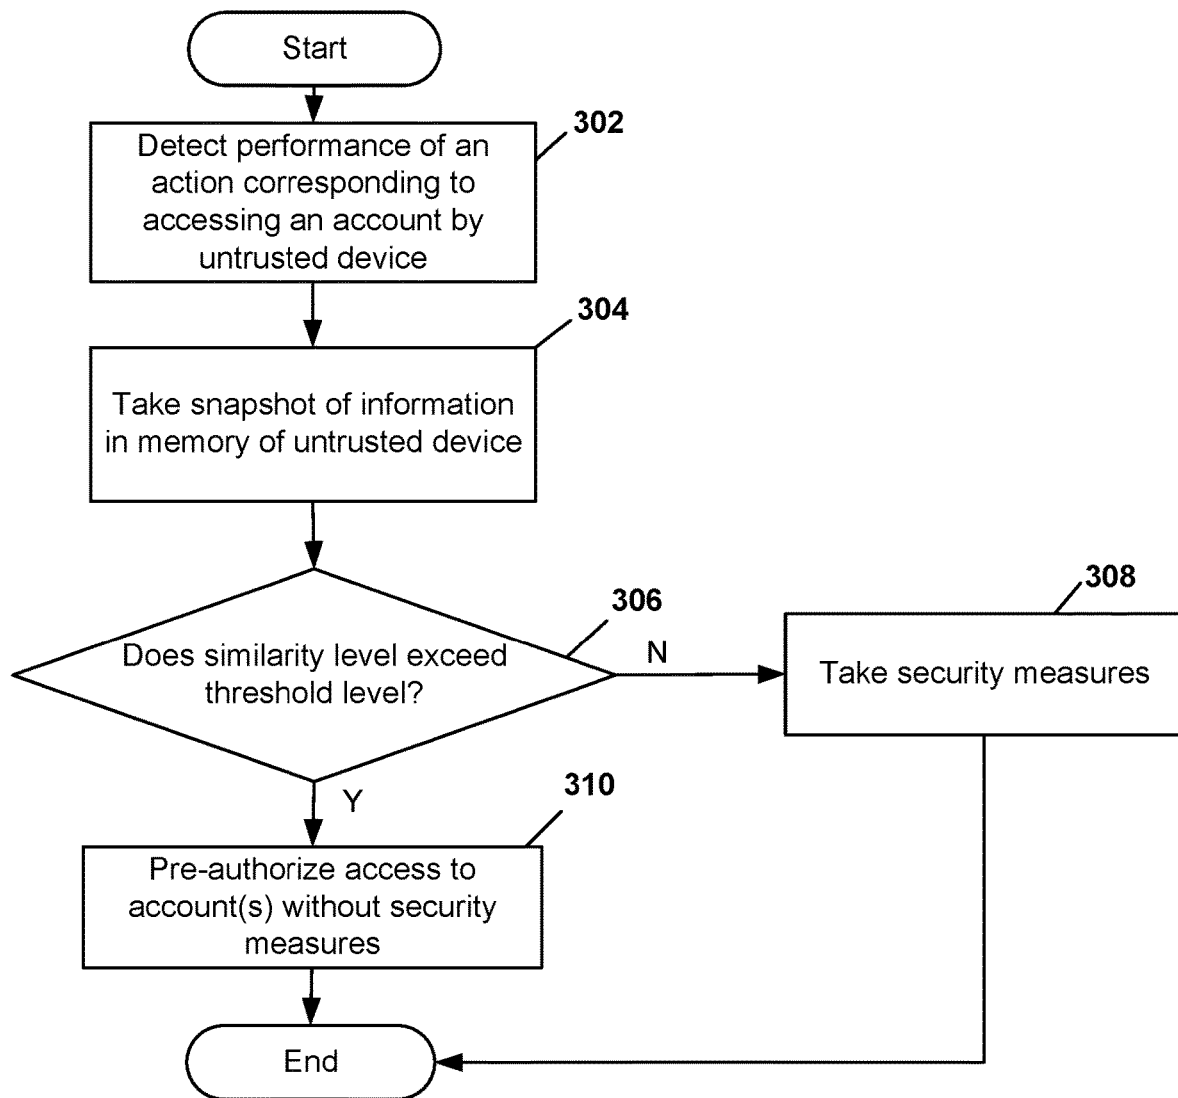 Start
302
Detect performance of an
action corresponding to
accessing an account by
untrusted device
304
Take snapshot of information
in memory of untrusted device
306
Does similarity level exceed
threshold level?
N
308
Take security measures
Y
310
Pre-authorize access to
account(s) without security
measures
End